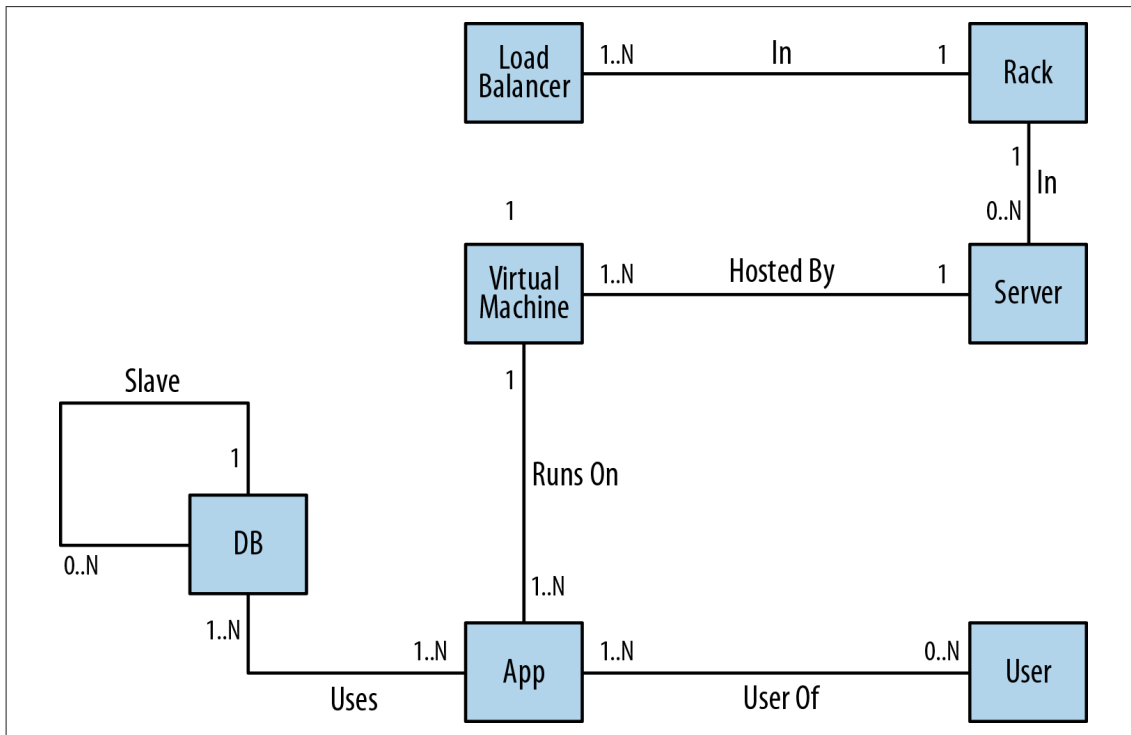 Load
Balancer
1..N
In
1
Rack
1
In
0..N
1
Virtual
Machine
1..N
Hosted By
1
Server
1
Slave
1
Runs On
DB
0..N
1..N
1..N
1..N
App
1..N
User Of
0..N
User
Uses